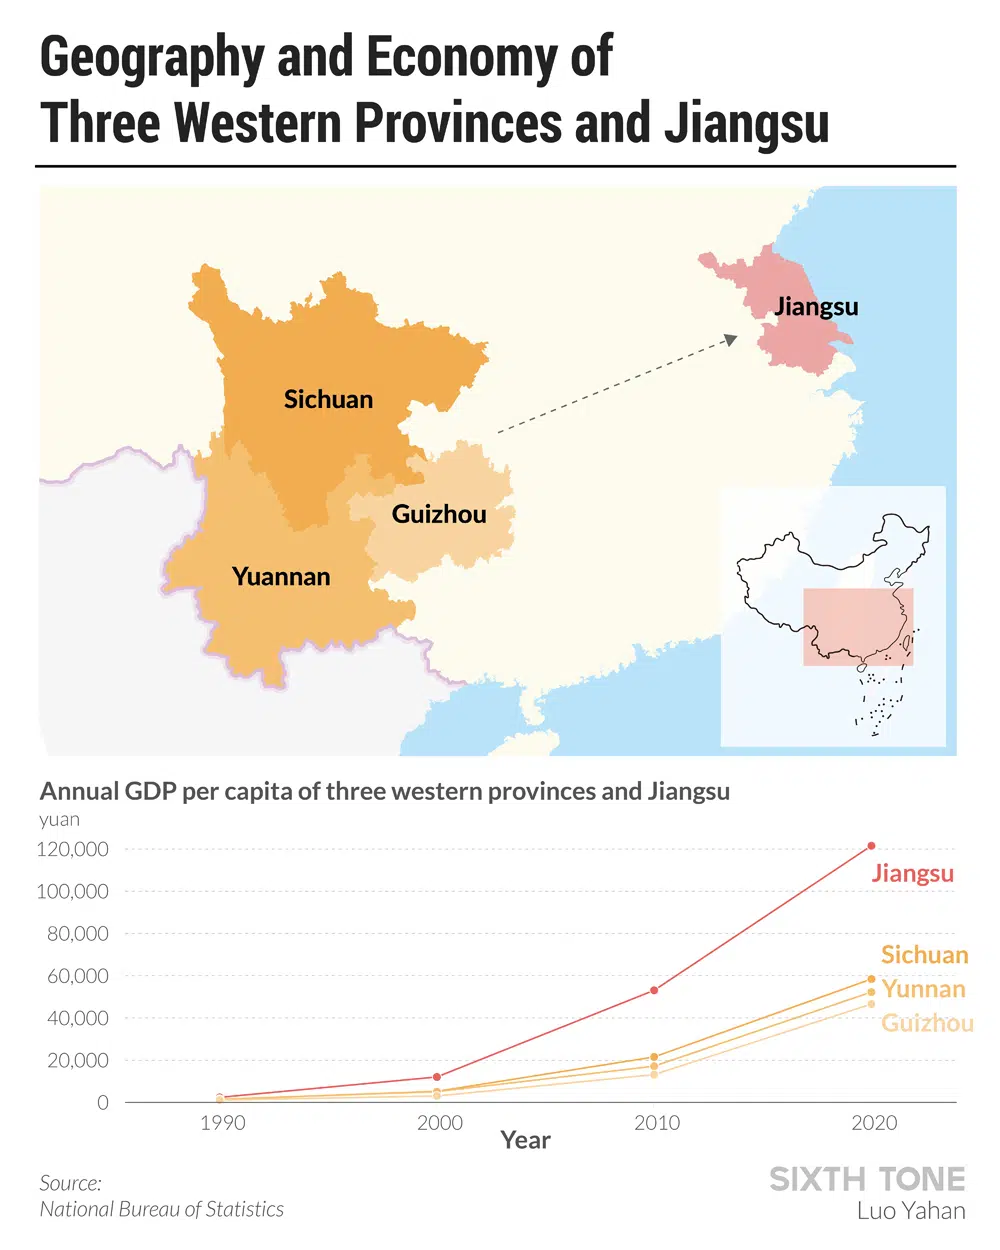 Geography and Economy of
Three Western Provinces and Jiangsu
Jiangsu
Sichuan
Guizhou
Yuannan
Annual GDP per capita of three western provinces and Jiangsu
yuan
120,000
100,000
80,000
60,000
40,000
20,000
0
Jiangsu
Sichuan
Yunnan
Guizhou
1990
2000
2010
2020
Year
Source:
National Bureau of Statistics
SIXTH TONE
Luo Yahan